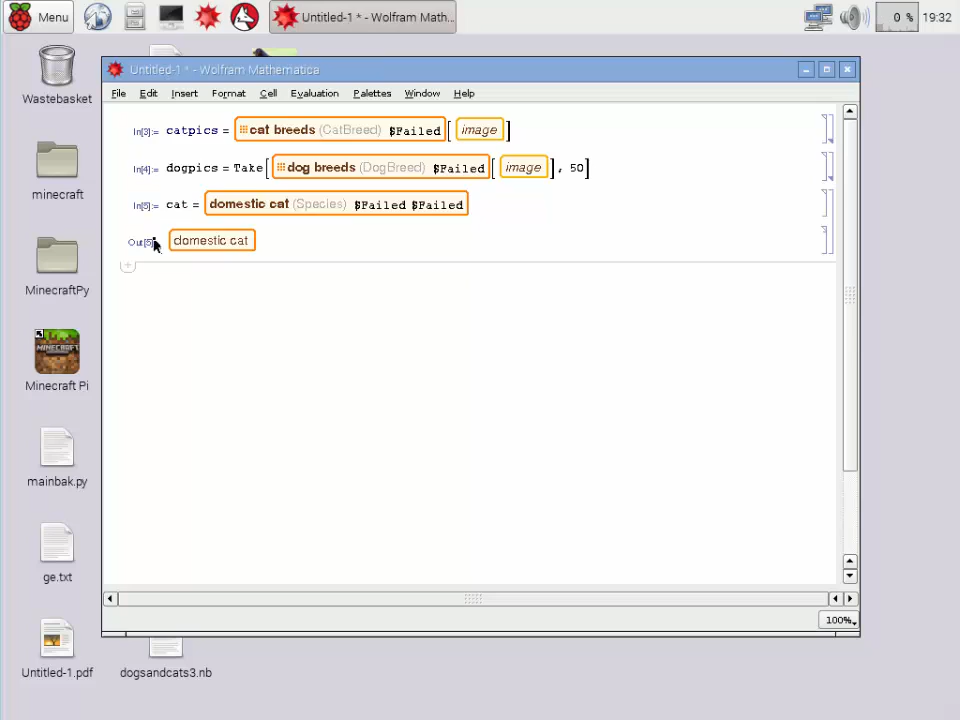 Menu
Untitled-1 * - Wolfram Math...
0 %
19:32
Wastebasket
minecraft
MinecraftPy
Minecraft Pi
mainbak.py
ge.txt
Untitled-1.pdf
dogsandcats3.nb
Untitled-1 * - Wolfram Mathematica
File Edit Insert Format Cell Evaluation Palettes Window Help
In[3]:= catpics = cat breeds (CatBreed) $Failed [ image ]
In[4]:= dogpics = Take[ dog breeds (DogBreed) $Failed [ image ], 50]
In[5]:= cat = domestic cat (Species) $Failed $Failed
Out[5]= domestic cat
100%